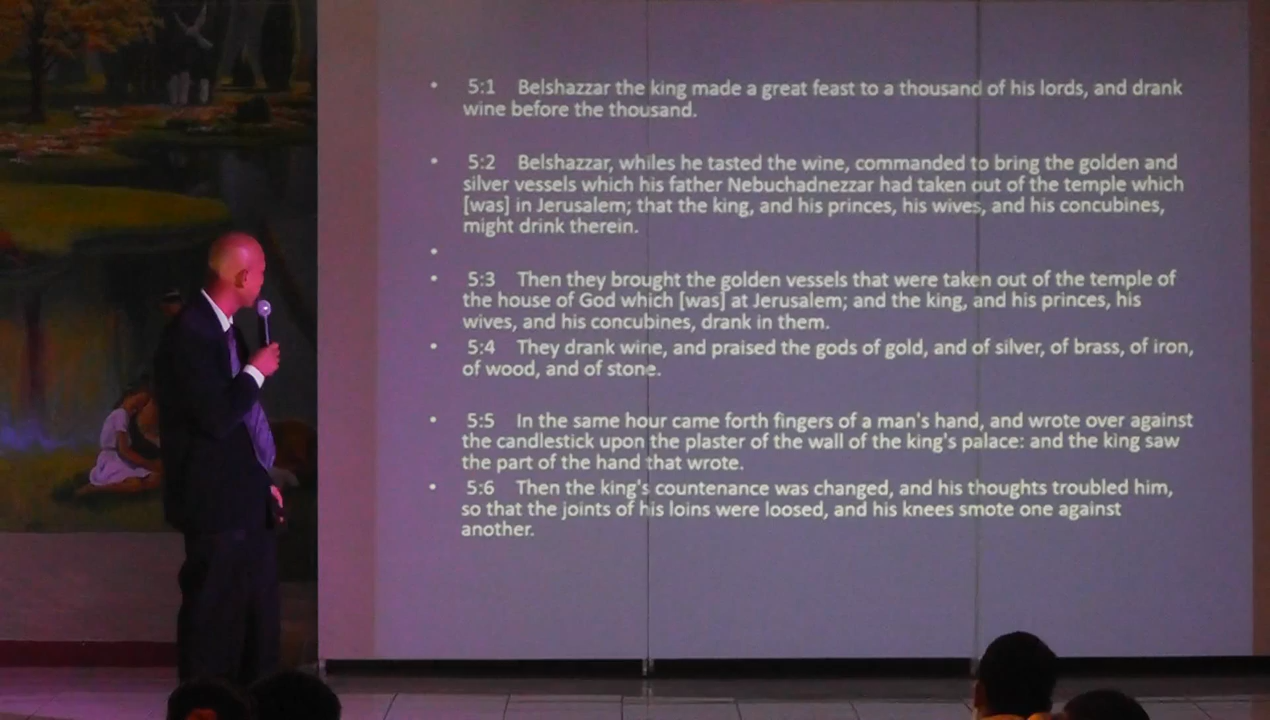 • 5:1 Belshazzar the king made a great feast to a thousand of his lords, and drank
wine before the thousand.
• 5:2 Belshazzar, whiles he tasted the wine, commanded to bring the golden and
silver vessels which his father Nebuchadnezzar had taken out of the temple which
[was] in Jerusalem; that the king, and his princes, his wives, and his concubines,
might drink therein.
•
• 5:3 Then they brought the golden vessels that were taken out of the temple of
the house of God which [was] at Jerusalem; and the king, and his princes, his
wives, and his concubines, drank in them.
• 5:4 They drank wine, and praised the gods of gold, and of silver, of brass, of iron,
of wood, and of stone.
• 5:5 In the same hour came forth fingers of a man's hand, and wrote over against
the candlestick upon the plaster of the wall of the king's palace: and the king saw
the part of the hand that wrote.
• 5:6 Then the king's countenance was changed, and his thoughts troubled him,
so that the joints of his loins were loosed, and his knees smote one against
another.